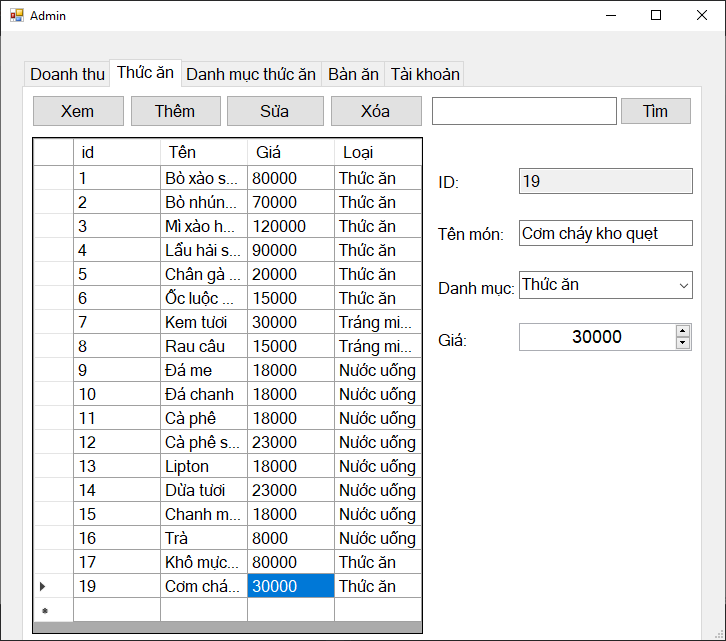 Admin
Doanh thu Thức ăn Danh mục thức ăn Bàn ăn Tài khoản
Xem Thêm Sửa Xóa Tìm
id Tên Giá Loại
1 Bò xào s... 80000 Thức ăn
2 Bò nhún... 70000 Thức ăn
3 Mì xào h... 120000 Thức ăn
4 Lẩu hải s... 90000 Thức ăn
5 Chân gà ... 20000 Thức ăn
6 Ốc luộc ... 15000 Thức ăn
7 Kem tươi 30000 Tráng mi...
8 Rau câu 15000 Tráng mi...
9 Đá me 18000 Nước uống
10 Đá chanh 18000 Nước uống
11 Cà phê 18000 Nước uống
12 Cà phê s... 23000 Nước uống
13 Lipton 18000 Nước uống
14 Dừa tươi 23000 Nước uống
15 Chanh m... 18000 Nước uống
16 Trà 8000 Nước uống
17 Khô mực... 80000 Thức ăn
19 Cơm chá... 30000 Thức ăn
ID: 19
Tên món: Cơm cháy kho quẹt
Danh mục: Thức ăn
Giá: 30000